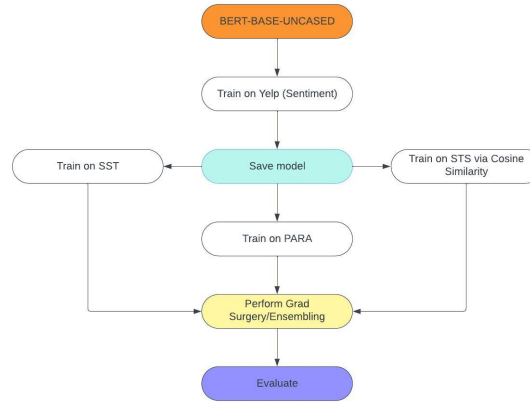 BERT-BASE-UNCASED
Train on Yelp (Sentiment)
Train on SST
Save model
Train on STS via Cosine
Similarity
Train on PARA
Perform Grad
Surgery/Ensembling
Evaluate